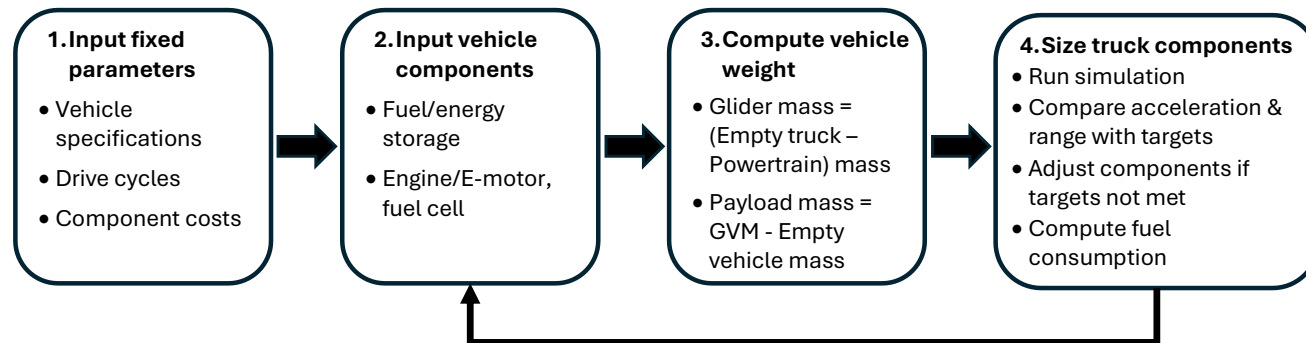 1. Input fixed
parameters
• Vehicle
specifications
• Drive cycles
• Component costs
2. Input vehicle
components
• Fuel/energy
storage
• Engine/E-motor,
fuel cell
3. Compute vehicle
weight
• Glider mass =
(Empty truck –
Powertrain) mass
• Payload mass =
GVM - Empty
vehicle mass
4. Size truck components
• Run simulation
• Compare acceleration &
range with targets
• Adjust components if
targets not met
• Compute fuel
consumption